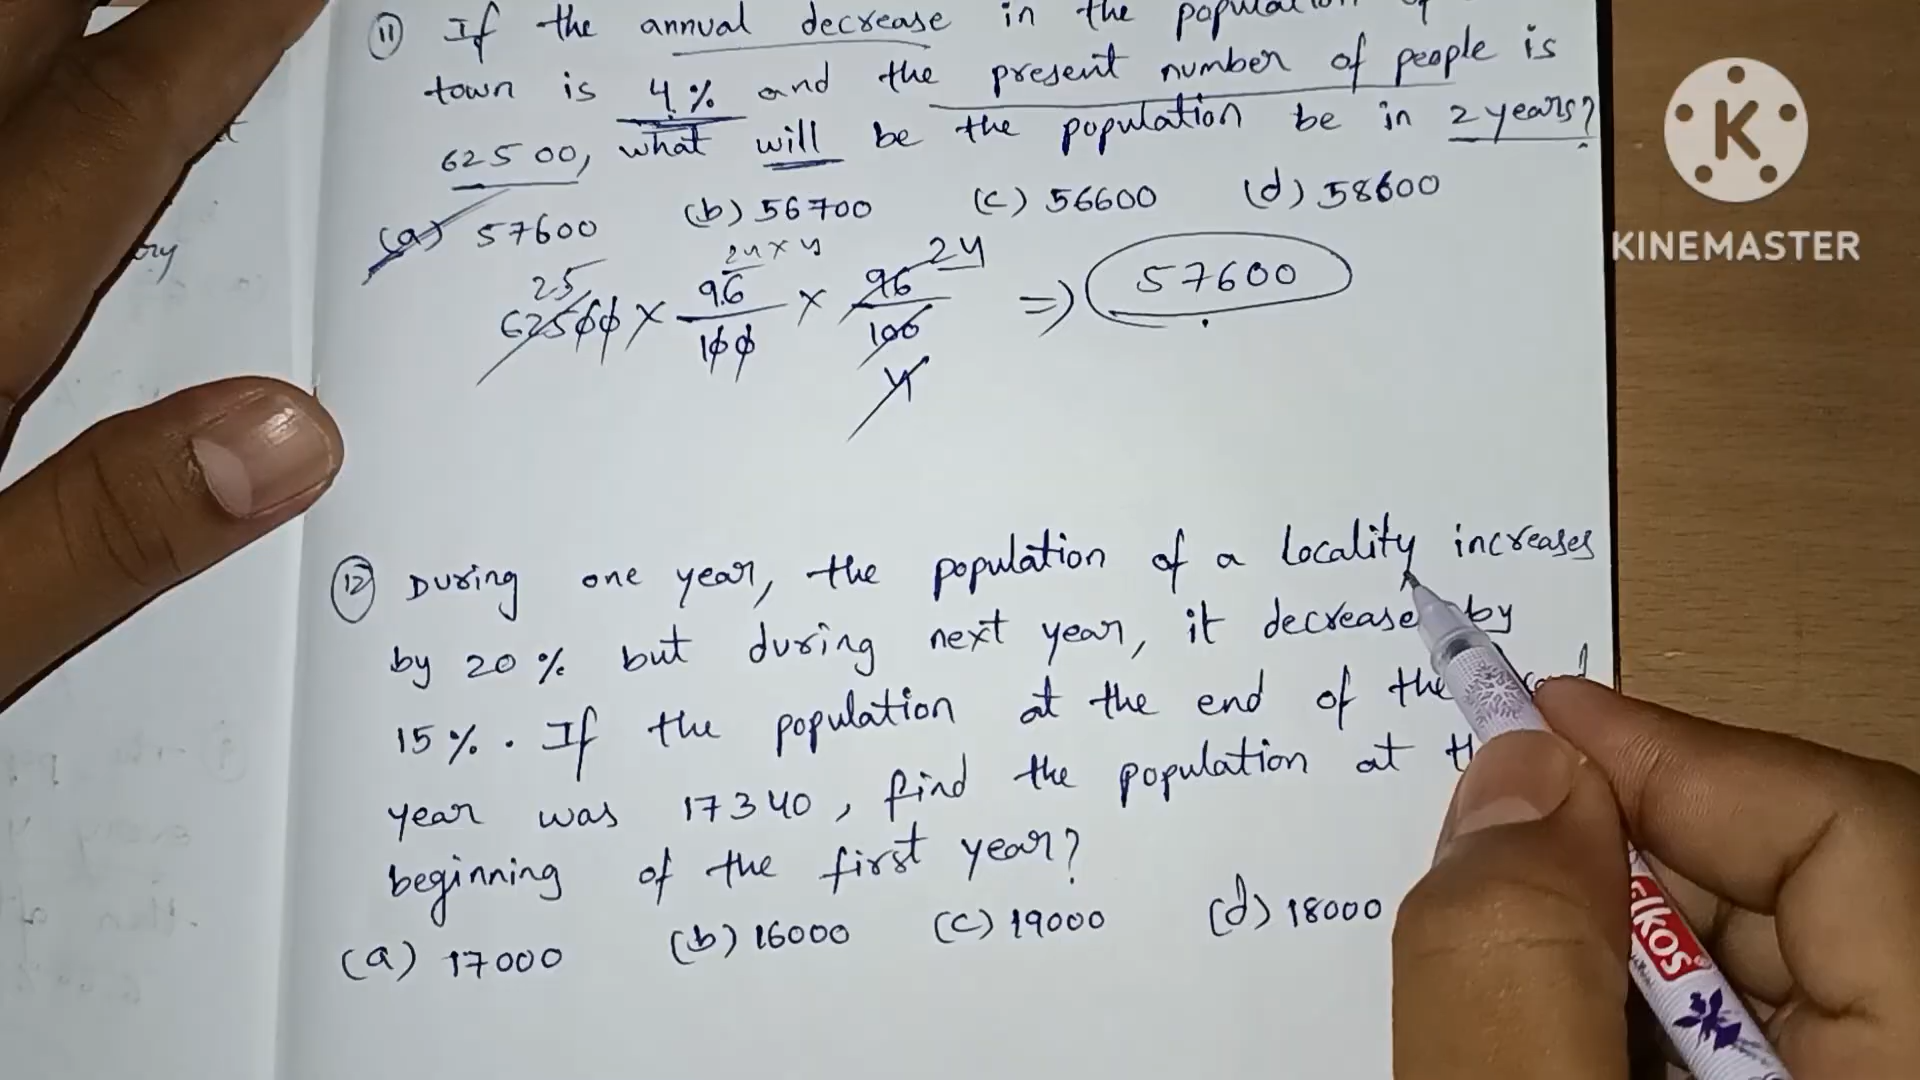 11 If the annual decrease in the population of
town is 4% and the present number of people is
62500, what will be the population be in 2 years?
(a) 57600 (b) 56700 (c) 56600 (d) 58600
25 24 x 4 24
62500 x 96/100 x 96/100 => 57600
4
12 During one year, the population of a locality increases
by 20% but during next year, it decrease by
15%. If the population at the end of the
year was 17340, find the population at
beginning of the first year?
(a) 17000 (b) 16000 (c) 19000 (d) 18000
K
KINEMASTER
elkos